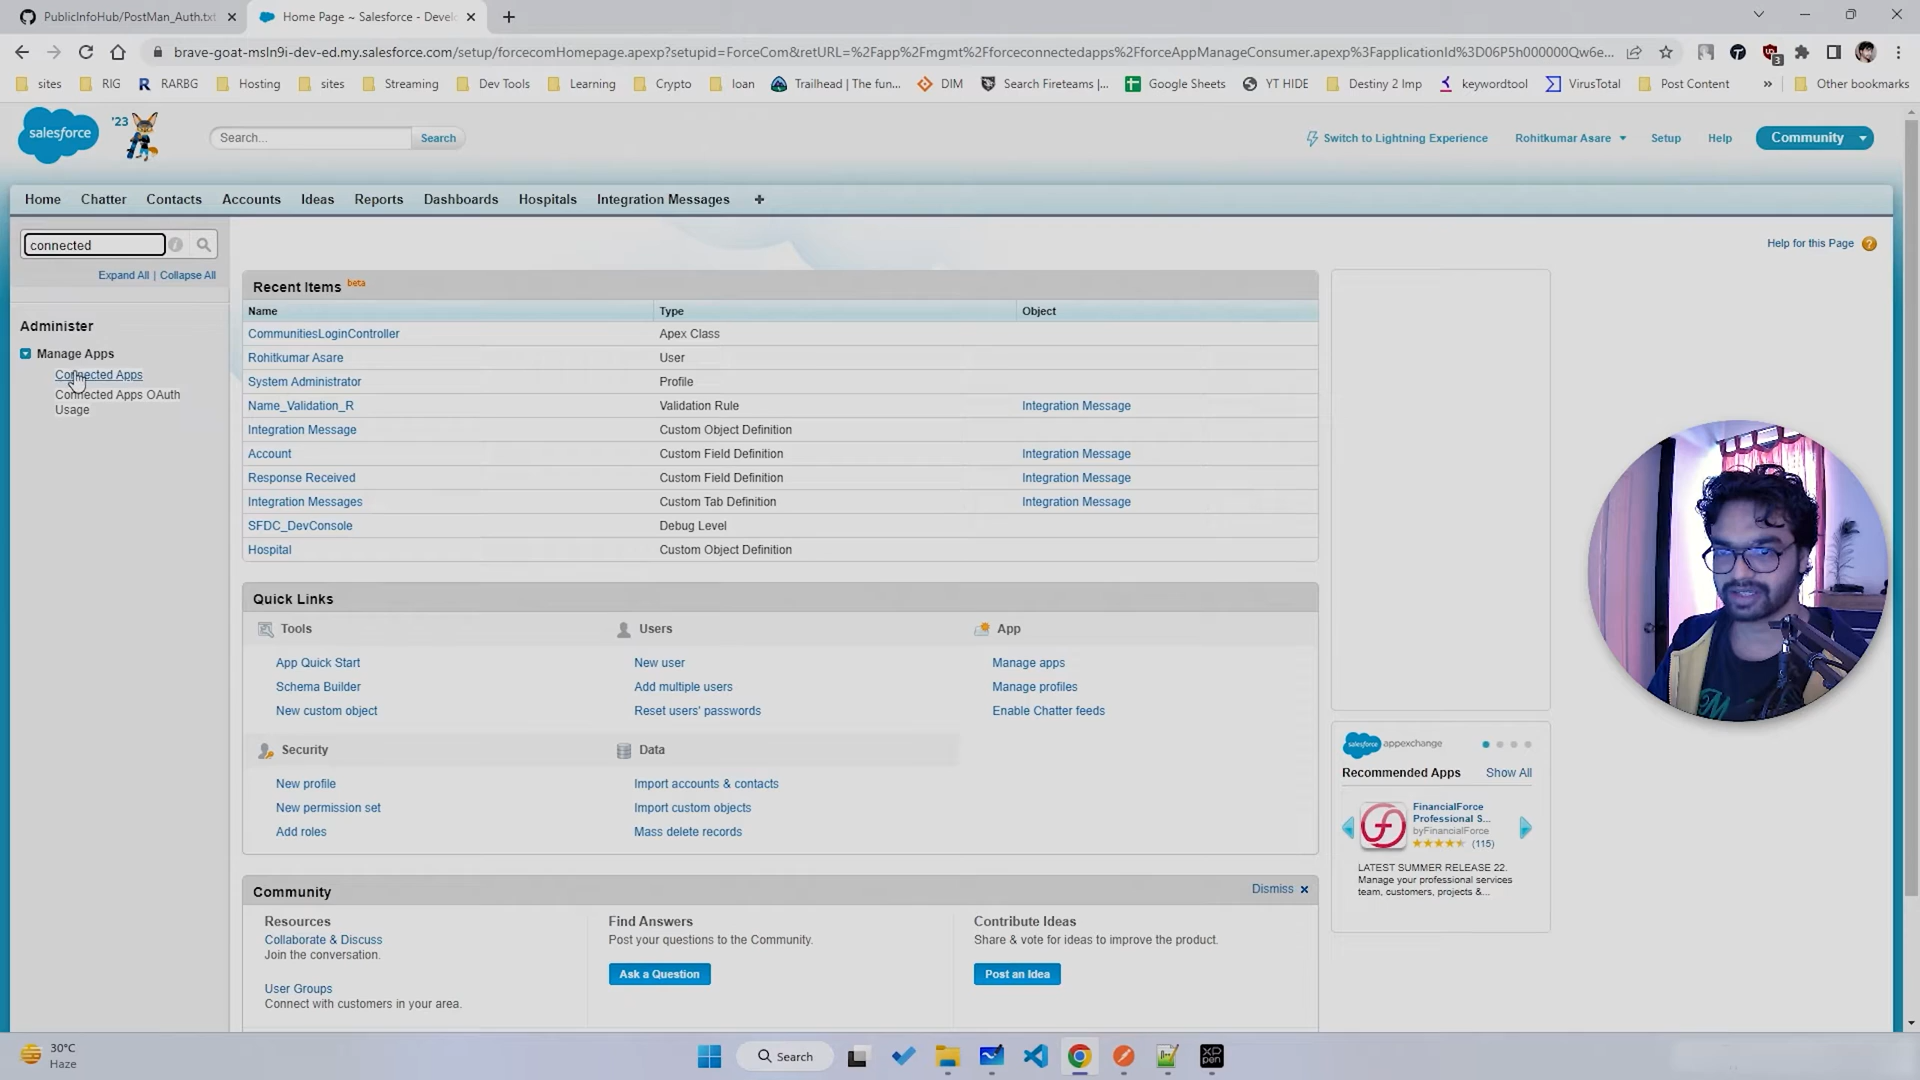 PublicInfoHub/PostMan_Auth.txt
Home Page ~ Salesforce - Develo
brave-goat-msln9i-dev-ed.my.salesforce.com/setup/forcecomHomepage.apexp?setupid=ForceCom&retURL=%2Fapp%2Fmgmt%2Fforceconnectedapps%2FforceAppManageConsumer.apexp%3FapplicationId%3D06P5h000000Qw6e...
sites RIG RARBG Hosting sites Streaming Dev Tools Learning Crypto loan Trailhead | The fun... DIM Search Fireteams |... Google Sheets YT HIDE Destiny 2 Imp keywordtool VirusTotal Post Content » Other bookmarks
salesforce '23 Search... Search Switch to Lightning Experience Rohitkumar Asare Setup Help Community
Home Chatter Contacts Accounts Ideas Reports Dashboards Hospitals Integration Messages +
connected
Expand All | Collapse All
Administer
Manage Apps
Connected Apps
Connected Apps OAuth
Usage
Help for this Page ?
Recent Items beta
Name Type Object
CommunitiesLoginController Apex Class
Rohitkumar Asare User
System Administrator Profile
Name_Validation_R Validation Rule Integration Message
Integration Message Custom Object Definition
Account Custom Field Definition Integration Message
Response Received Custom Field Definition Integration Message
Integration Messages Custom Tab Definition Integration Message
SFDC_DevConsole Debug Level
Hospital Custom Object Definition
Quick Links
Tools Users App
App Quick Start New user Manage apps
Schema Builder Add multiple users Manage profiles
New custom object Reset users' passwords Enable Chatter feeds
Security Data
New profile Import accounts & contacts
New permission set Import custom objects
Add roles Mass delete records
salesforce appexchange
Recommended Apps Show All
FinancialForce
Professional S...
byFinancialForce
(115)
LATEST SUMMER RELEASE 22.
Manage your professional services
team, customers, projects &...
Community Dismiss
Resources Find Answers Contribute Ideas
Collaborate & Discuss Post your questions to the Community. Share & vote for ideas to improve the product.
Join the conversation.
Ask a Question Post an Idea
User Groups
Connect with customers in your area.
30°C
Haze
Search
XP
pen